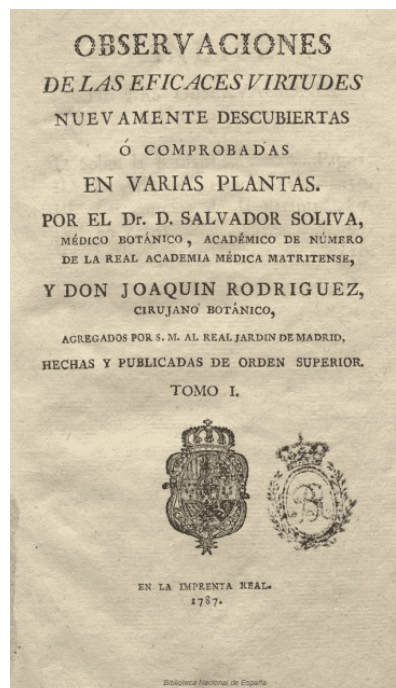 OBSERVACIONES
DE LAS EFICACES VIRTUDES
NUEVAMENTE DESCUBIERTAS
Ó COMPROBADAS
EN VARIAS PLANTAS.
POR EL Dr. D. SALVADOR SOLIVA,
MÉDICO BOTÁNICO, ACADÉMICO DE NÚMERO
DE LA REAL ACADEMIA MÉDICA MATRITENSE,
Y DON JOAQUIN RODRIGUEZ,
CIRUJANO BOTÁNICO,
AGREGADOS POR S. M. AL REAL JARDIN DE MADRID,
HECHAS Y PUBLICADAS DE ORDEN SUPERIOR.
TOMO I.
EN LA IMPRENTA REAL.
1787.
Biblioteca Nacional de España